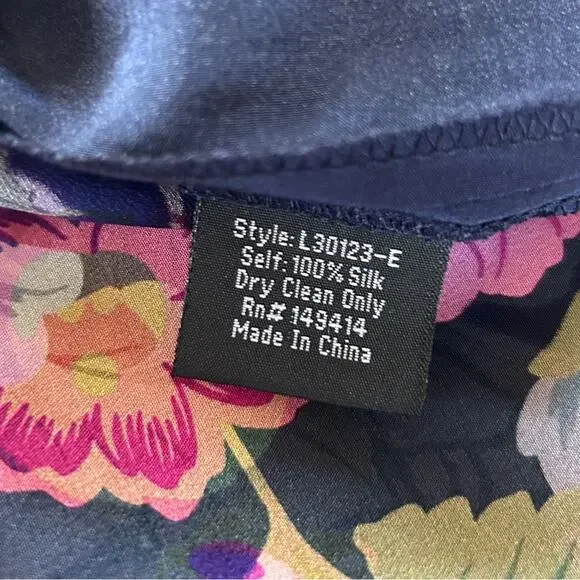 Style: L30123-E
Self: 100% Silk
Dry Clean Only
Rn# 149414
Made In China